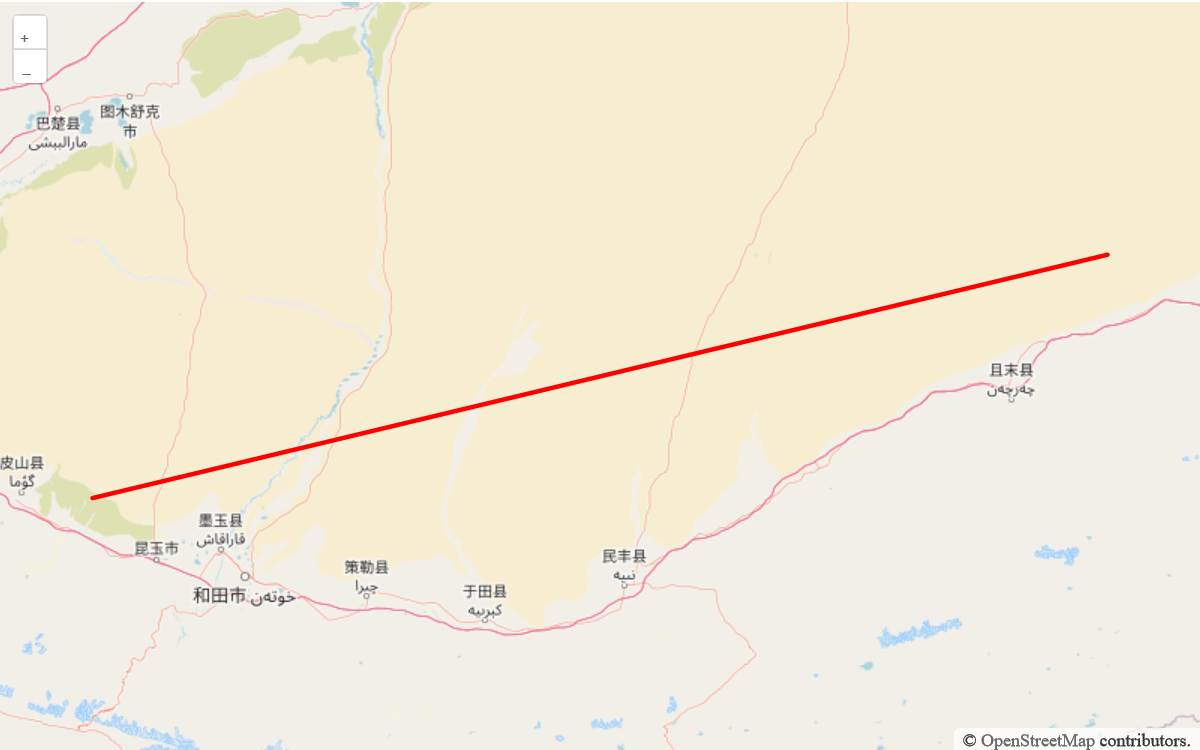 +
–
图木舒克
市
巴楚县
مارالبېشى
且末县
چەرچەن
皮山县
گۇما
墨玉县
قاراقاش
昆玉市
民丰县
نىيە
策勒县
چىرا
于田县
كېرىيە
和田市 خوتەن
© OpenStreetMap contributors.